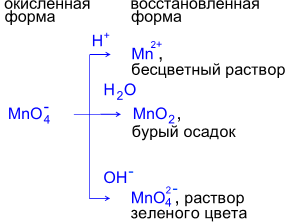 окисленная восстановленная
форма форма
H⁺
Mn²⁺,
бесцветный раствор
H₂O
MnO₄⁻ MnO₂,
бурый осадок
OH⁻
MnO₄²⁻, раствор
зеленого цвета